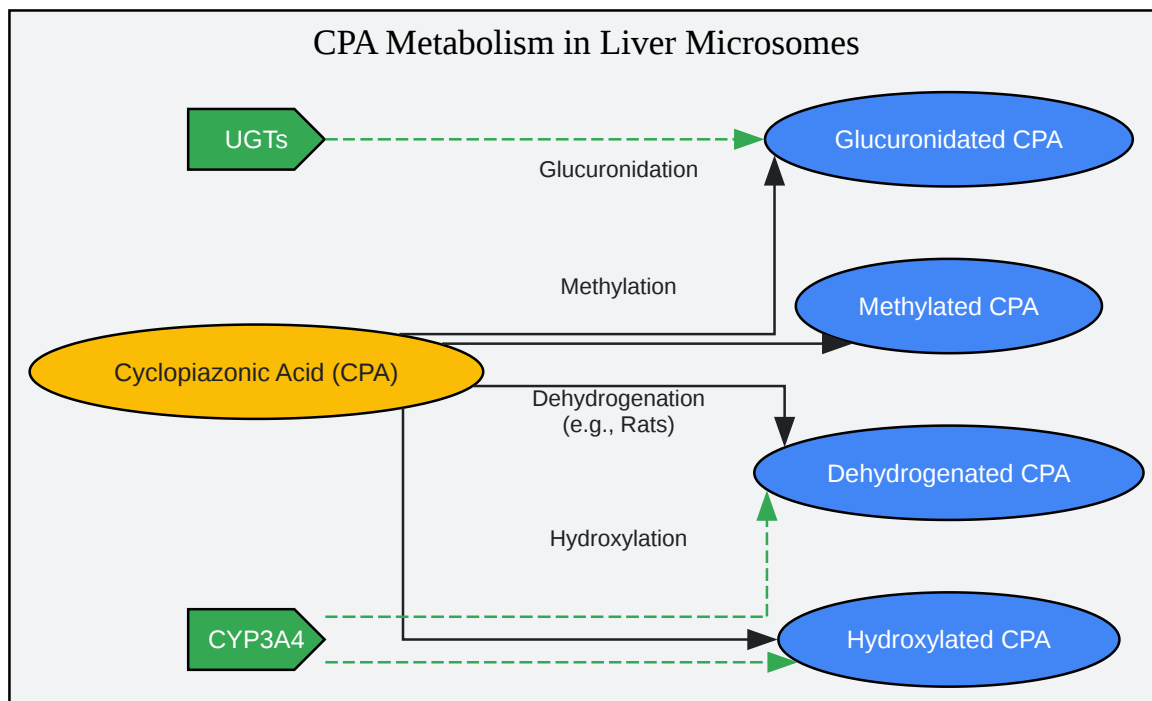 CPA Metabolism in Liver Microsomes
UGTs
Glucuronidated CPA
Glucuronidation
Methylation
Methylated CPA
Cyclopiazonic Acid (CPA)
Dehydrogenation
(e.g., Rats)
Dehydrogenated CPA
Hydroxylation
CYP3A4
Hydroxylated CPA